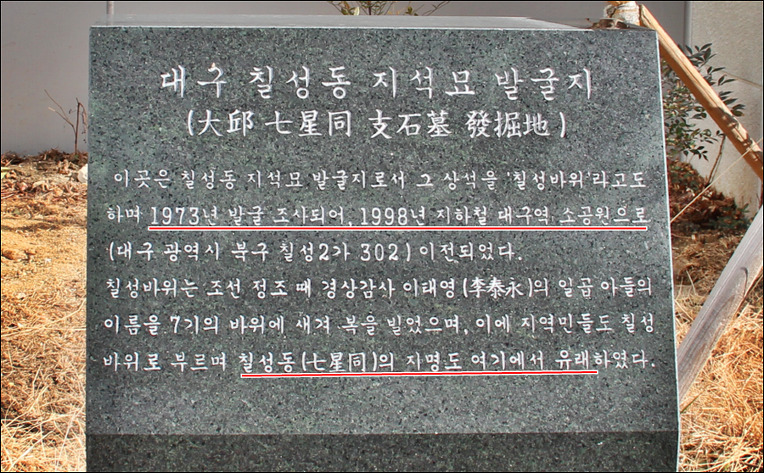 대구 칠성동 지석묘 발굴지
(大邱 七星同 支石墓 發掘地)
이곳은 칠성동 지석묘 발굴지로서 그 상석을 '칠성바위'라고도
하며 1973년 발굴 조사되어, 1998년 지하철 대구역 소공원으로
(대구 광역시 북구 칠성2가 302) 이전되었다.
칠성바위는 조선 정조 때 경상감사 이태영(李泰永)의 일곱 아들의
이름을 7기의 바위에 새겨 복을 빌었으며, 이에 지역민들도 칠성
바위로 부르며 칠성동(七星同)의 지명도 여기에서 유래하였다.